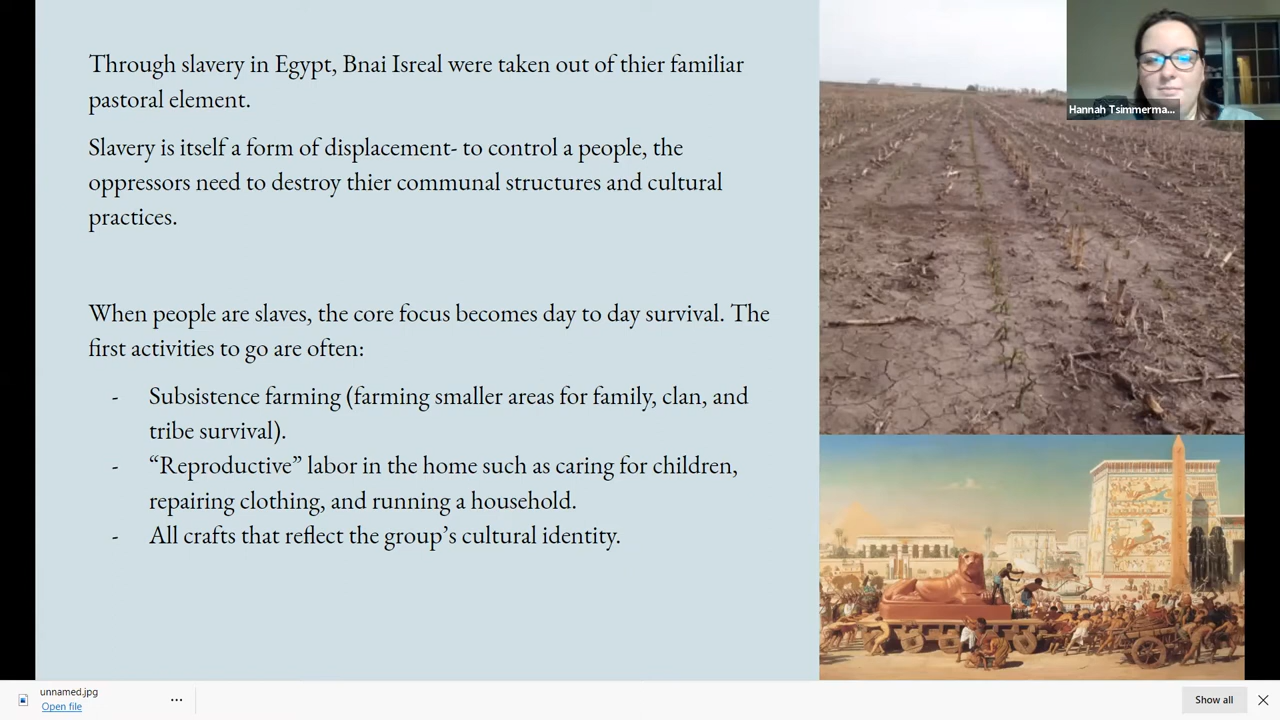 Through slavery in Egypt, Bnai Isreal were taken out of thier familiar
pastoral element.
Slavery is itself a form of displacement- to control a people, the
oppressors need to destroy thier communal structures and cultural
practices.
When people are slaves, the core focus becomes day to day survival. The
first activities to go are often:
- Subsistence farming (farming smaller areas for family, clan, and
tribe survival).
- “Reproductive” labor in the home such as caring for children,
repairing clothing, and running a household.
- All crafts that reflect the group’s cultural identity.
Hannah Tsimmerma...
unnamed.jpg
Open file
...
Show all